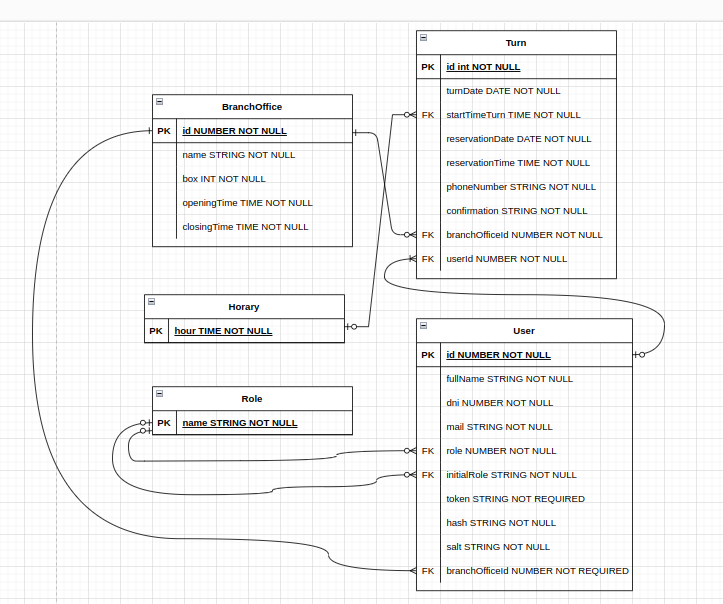 Turn
PK id int NOT NULL
turnDate DATE NOT NULL
FK startTimeTurn TIME NOT NULL
reservationDate DATE NOT NULL
reservationTime TIME NOT NULL
phoneNumber STRING NOT NULL
confirmation STRING NOT NULL
FK branchOfficeId NUMBER NOT NULL
FK userId NUMBER NOT NULL
BranchOffice
PK id NUMBER NOT NULL
name STRING NOT NULL
box INT NOT NULL
openingTime TIME NOT NULL
closingTime TIME NOT NULL
Horary
PK hour TIME NOT NULL
Role
PK name STRING NOT NULL
User
PK id NUMBER NOT NULL
fullName STRING NOT NULL
dni NUMBER NOT NULL
mail STRING NOT NULL
FK role NUMBER NOT NULL
FK initialRole STRING NOT NULL
token STRING NOT REQUIRED
hash STRING NOT NULL
salt STRING NOT NULL
FK branchOfficeId NUMBER NOT REQUIRED